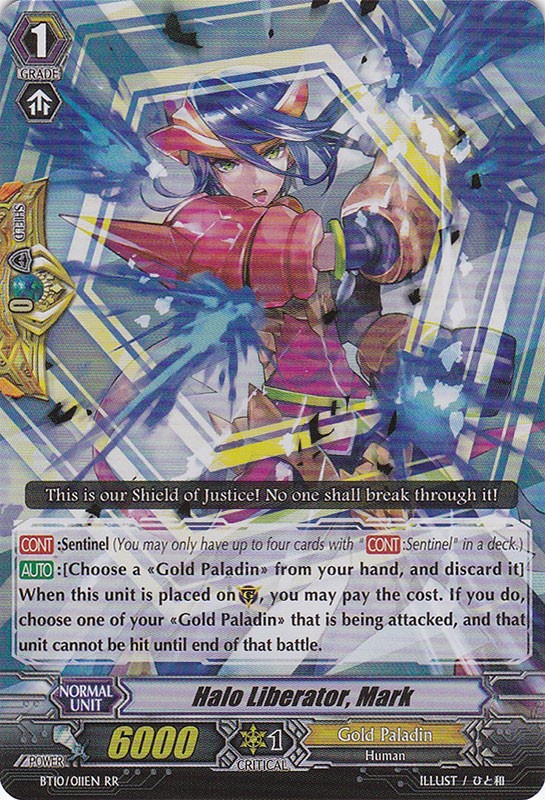 1
GRADE
SHIELD
0
This is our Shield of Justice! No one shall break through it!
CONT :Sentinel (You may only have up to four cards with "CONT :Sentinel" in a deck.)
AUTO :[Choose a «Gold Paladin» from your hand, and discard it]
When this unit is placed on G, you may pay the cost. If you do,
choose one of your «Gold Paladin» that is being attacked, and that
unit cannot be hit until end of that battle.
NORMAL
UNIT
Halo Liberator, Mark
POWER
6000
1
CRITICAL
Gold Paladin
Human
BT10/011EN RR
ILLUST / ひと和